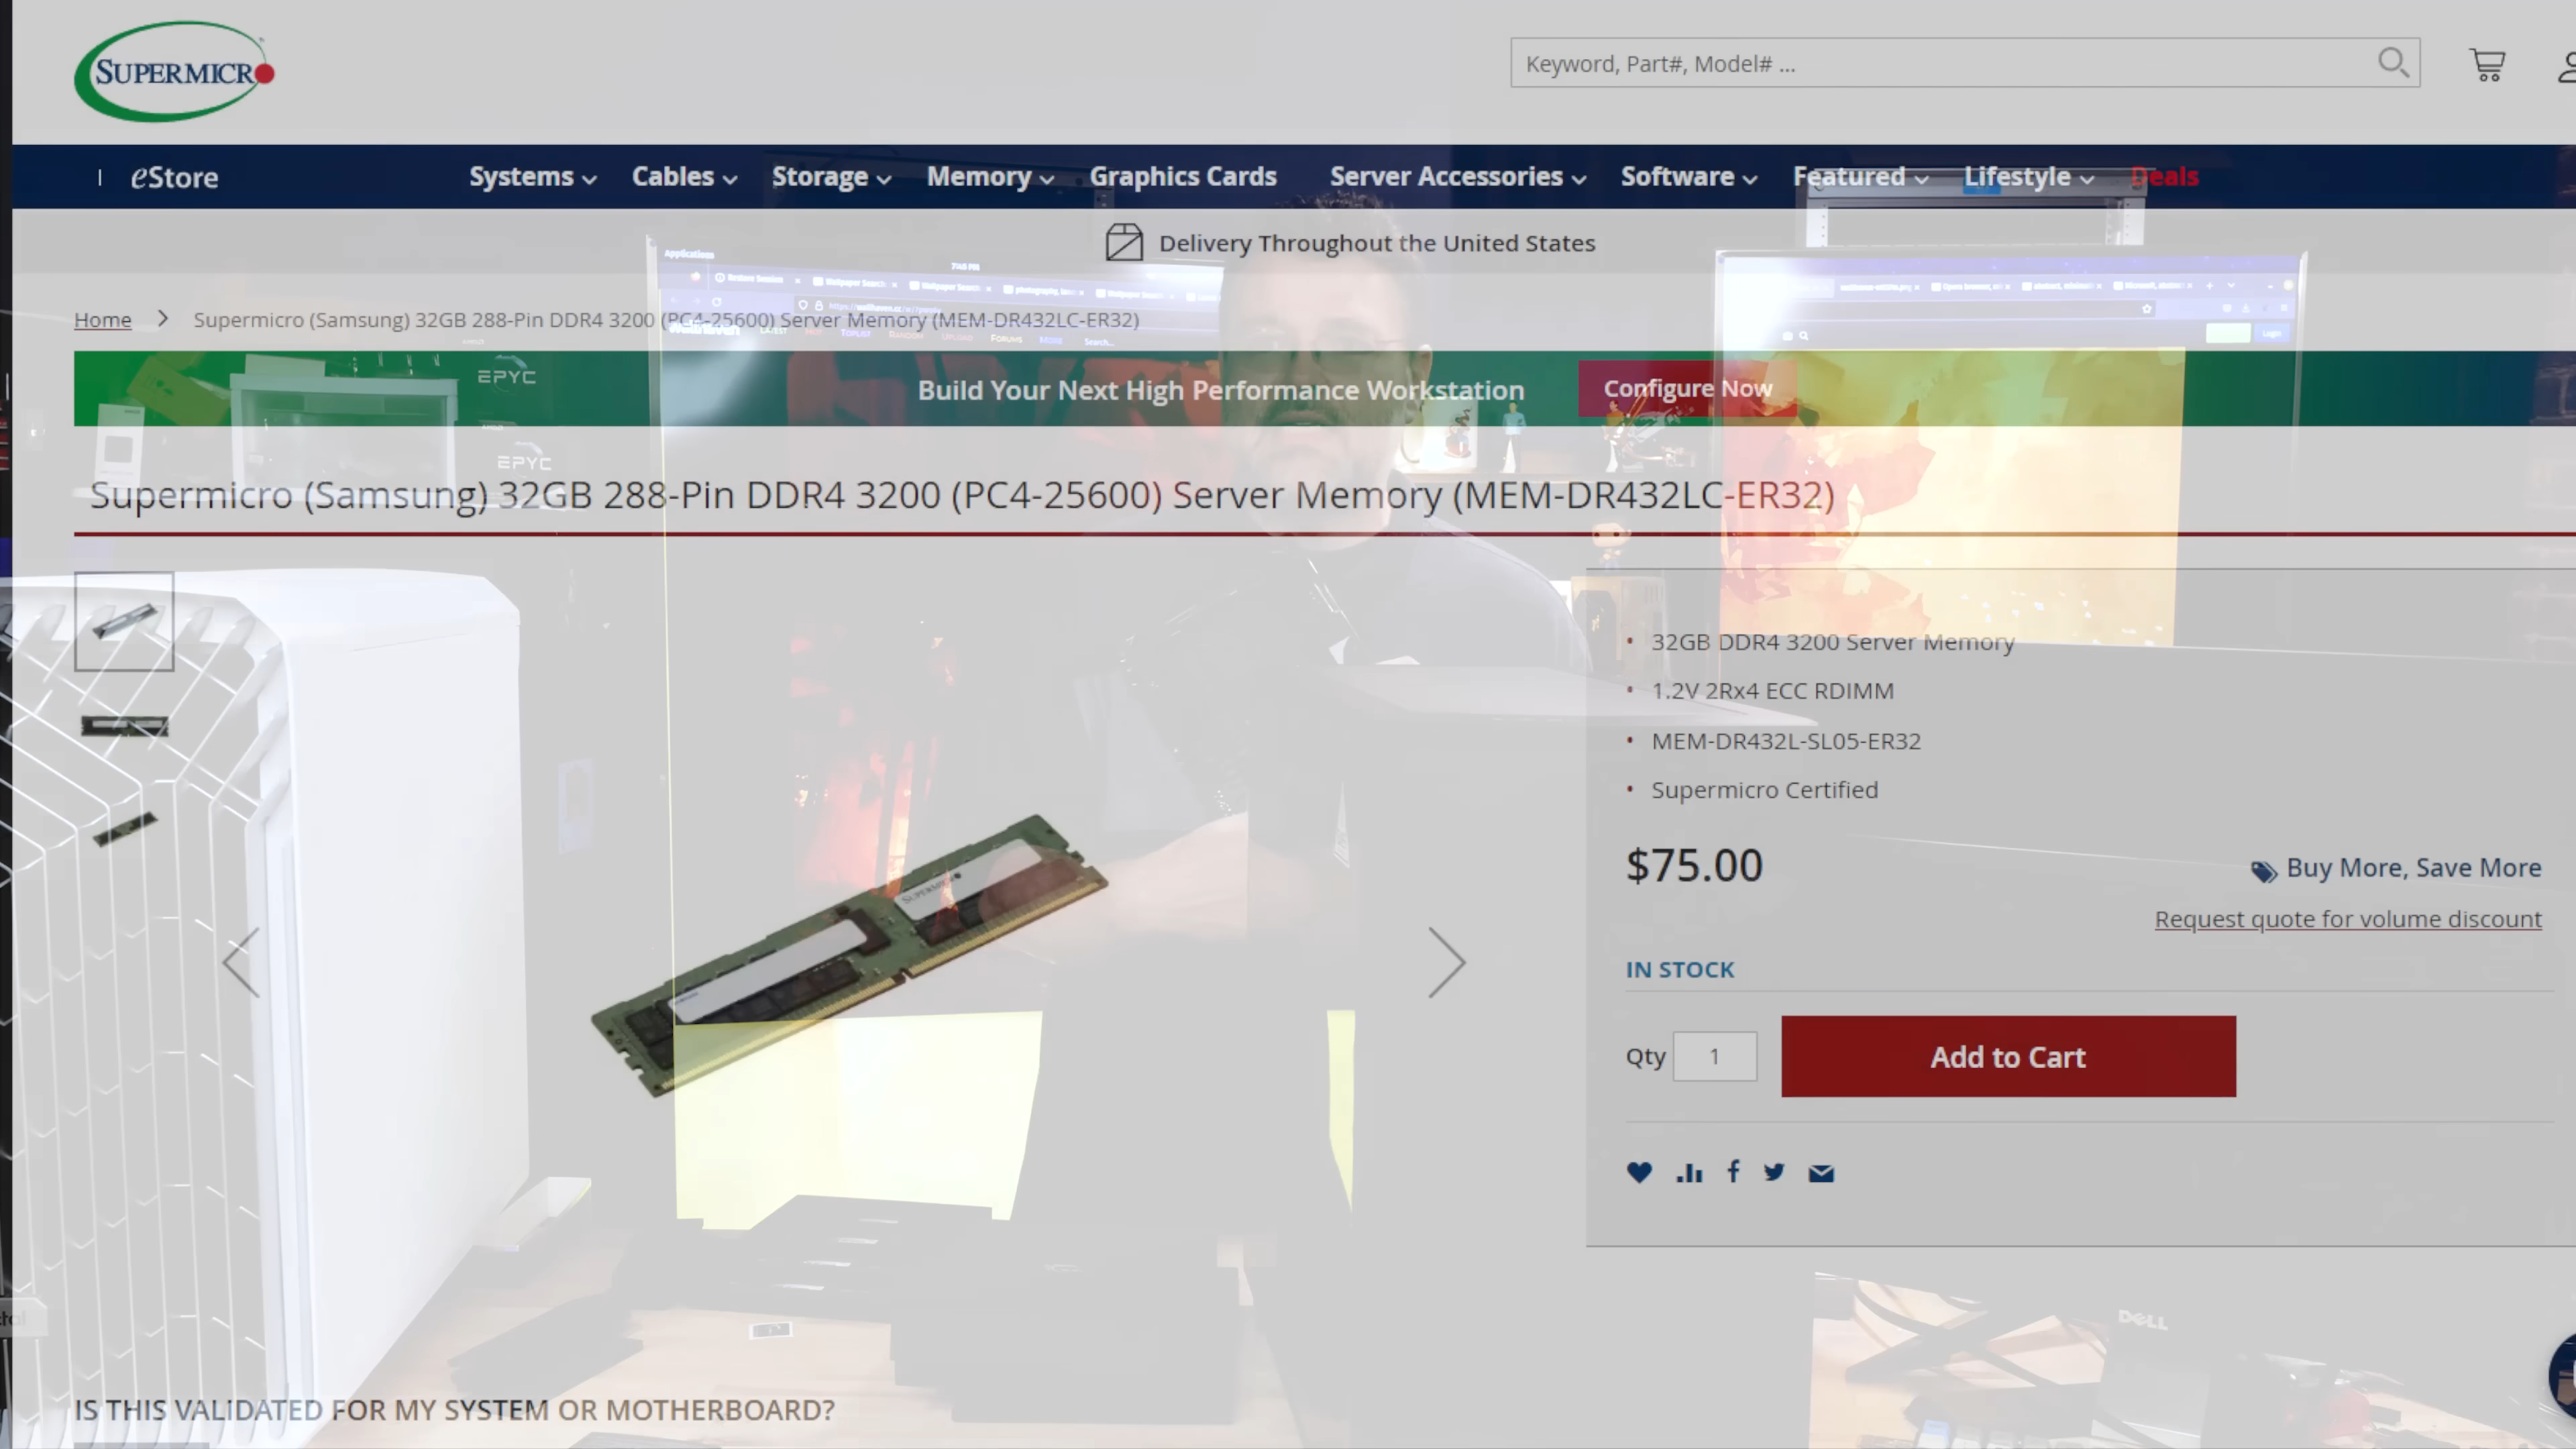 SUPERMICR
Keyword, Part#, Model# ...
eStore
Systems
Cables
Storage
Memory
Graphics Cards
Server Accessories
Software
Featured
Lifestyle
Deals
Delivery Throughout the United States
Applications
Home
Supermicro (Samsung) 32GB 288-Pin DDR4 3200 (PC4-25600) Server Memory (MEM-DR432LC-ER32)
EPYC
Build Your Next High Performance Workstation
Configure Now
EPYC
Supermicro (Samsung) 32GB 288-Pin DDR4 3200 (PC4-25600) Server Memory (MEM-DR432LC-ER32)
• 32GB DDR4 3200 Server Memory
• 1.2V 2Rx4 ECC RDIMM
• MEM-DR432L-SL05-ER32
• Supermicro Certified
$75.00
Buy More, Save More
Request quote for volume discount
IN STOCK
Qty 1
Add to Cart
DELL
IS THIS VALIDATED FOR MY SYSTEM OR MOTHERBOARD?